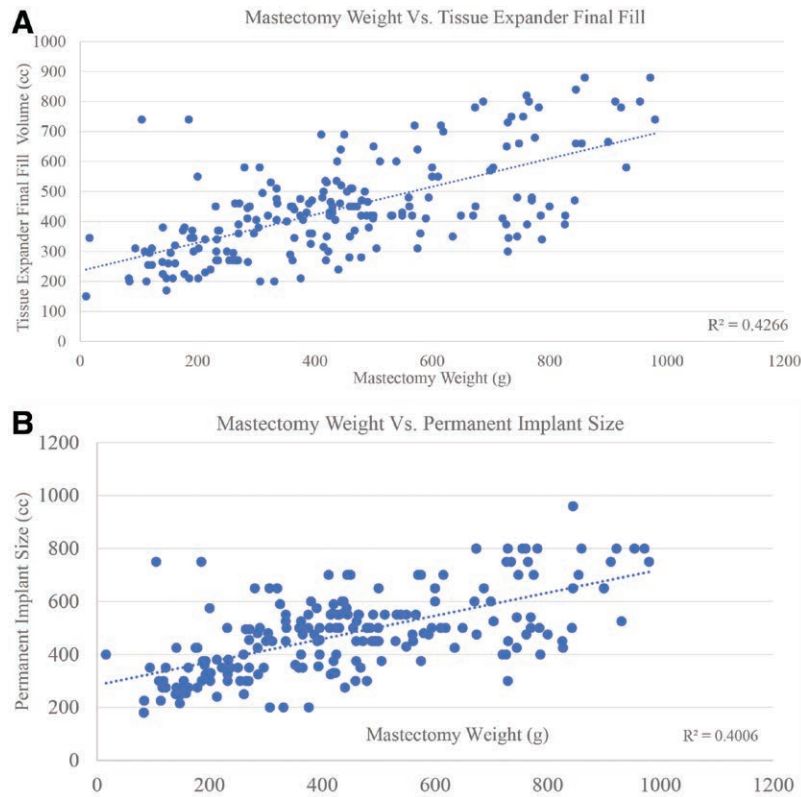 A
Mastectomy Weight Vs. Tissue Expander Final Fill
Tissue Expander Final Fill Volume (cc)
1000
900
800
700
600
500
400
300
200
100
0
R² = 0.4266
0 200 400 600 800 1000 1200
Mastectomy Weight (g)
B
Mastectomy Weight Vs. Permanent Implant Size
Permanent Implant Size (cc)
1200
1000
800
600
400
200
0
Mastectomy Weight (g)
R² = 0.4006
0 200 400 600 800 1000 1200